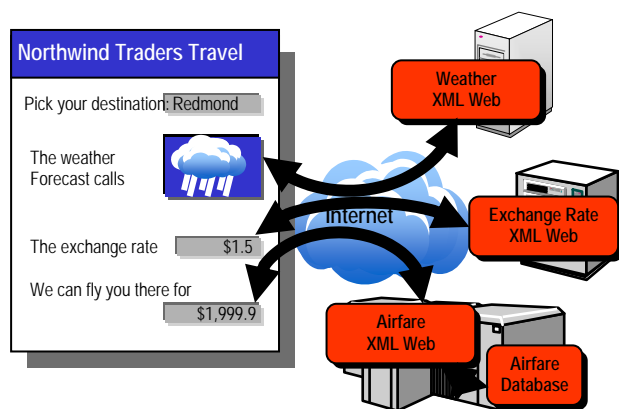 Northwind Traders Travel
Pick your destination: Redmond
The weather
Forecast calls
The exchange rate
$1.5
We can fly you there for
$1,999.9
Internet
Weather
XML Web
Exchange Rate
XML Web
Airfare
XML Web
Airfare
Database